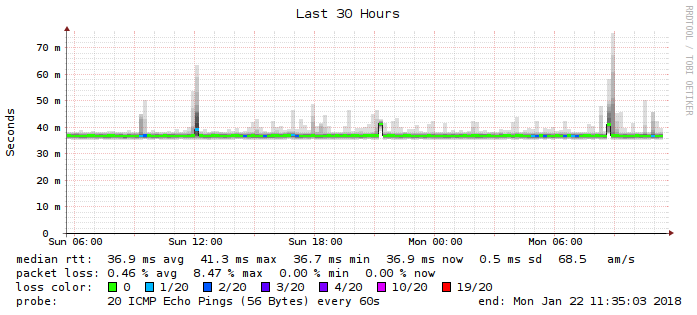 Last 30 Hours
RRDTOOL / TOBI OETIKER
Seconds
70 m
60 m
50 m
40 m
30 m
20 m
10 m
0
Sun 06:00 Sun 12:00 Sun 18:00 Mon 00:00 Mon 06:00
median rtt: 36.9 ms avg 41.3 ms max 36.7 ms min 36.9 ms now 0.5 ms sd 68.5 am/s
packet loss: 0.46 % avg 8.47 % max 0.00 % min 0.00 % now
loss color: 0 1/20 2/20 3/20 4/20 10/20 19/20
probe: 20 ICMP Echo Pings (56 Bytes) every 60s end: Mon Jan 22 11:35:03 2018